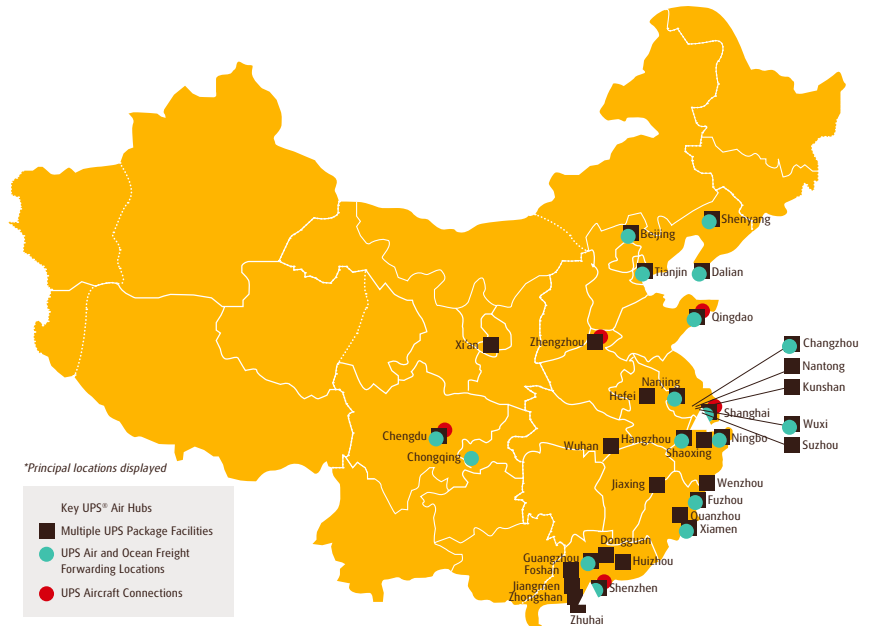 Shenyang
Beijing
Tianjin
Dalian
Qingdao
Xi'an
Zhengzhou
Changzhou
Nantong
Nanjing
Kunshan
Hefei
Shanghai
Wuxi
Chengdu
Hangzhou
Ningbo
Wuhan
Suzhou
Shaoxing
Chongqing
*Principal locations displayed
Jiaxing
Wenzhou
Fuzhou
Quanzhou
Xiamen
Key UPS® Air Hubs
Multiple UPS Package Facilities
UPS Air and Ocean Freight
Forwarding Locations
UPS Aircraft Connections
Dongguan
Guangzhou
Huizhou
Foshan
Jiangmen
Shenzhen
Zhongshan
Zhuhai